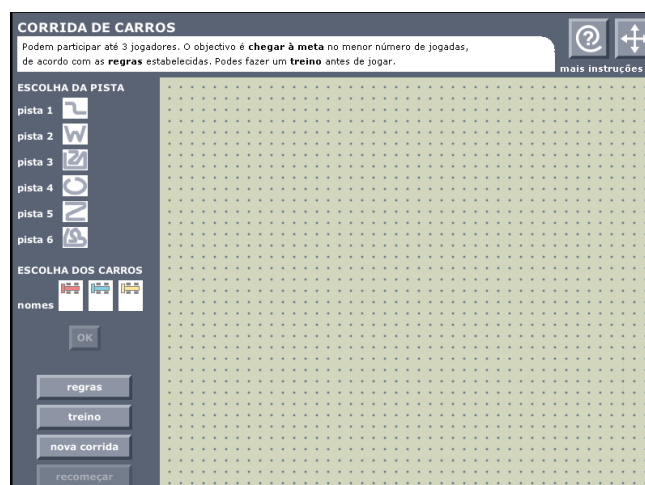 CORRIDA DE CARROS
Podem participar até 3 jogadores. O objectivo é chegar à meta no menor número de jogadas,
de acordo com as regras estabelecidas. Podes fazer um treino antes de jogar.
mais instruções
ESCOLHA DA PISTA
pista 1
pista 2
pista 3
pista 4
pista 5
pista 6
ESCOLHA DOS CARROS
nomes
OK
regras
treino
nova corrida
recomeçar